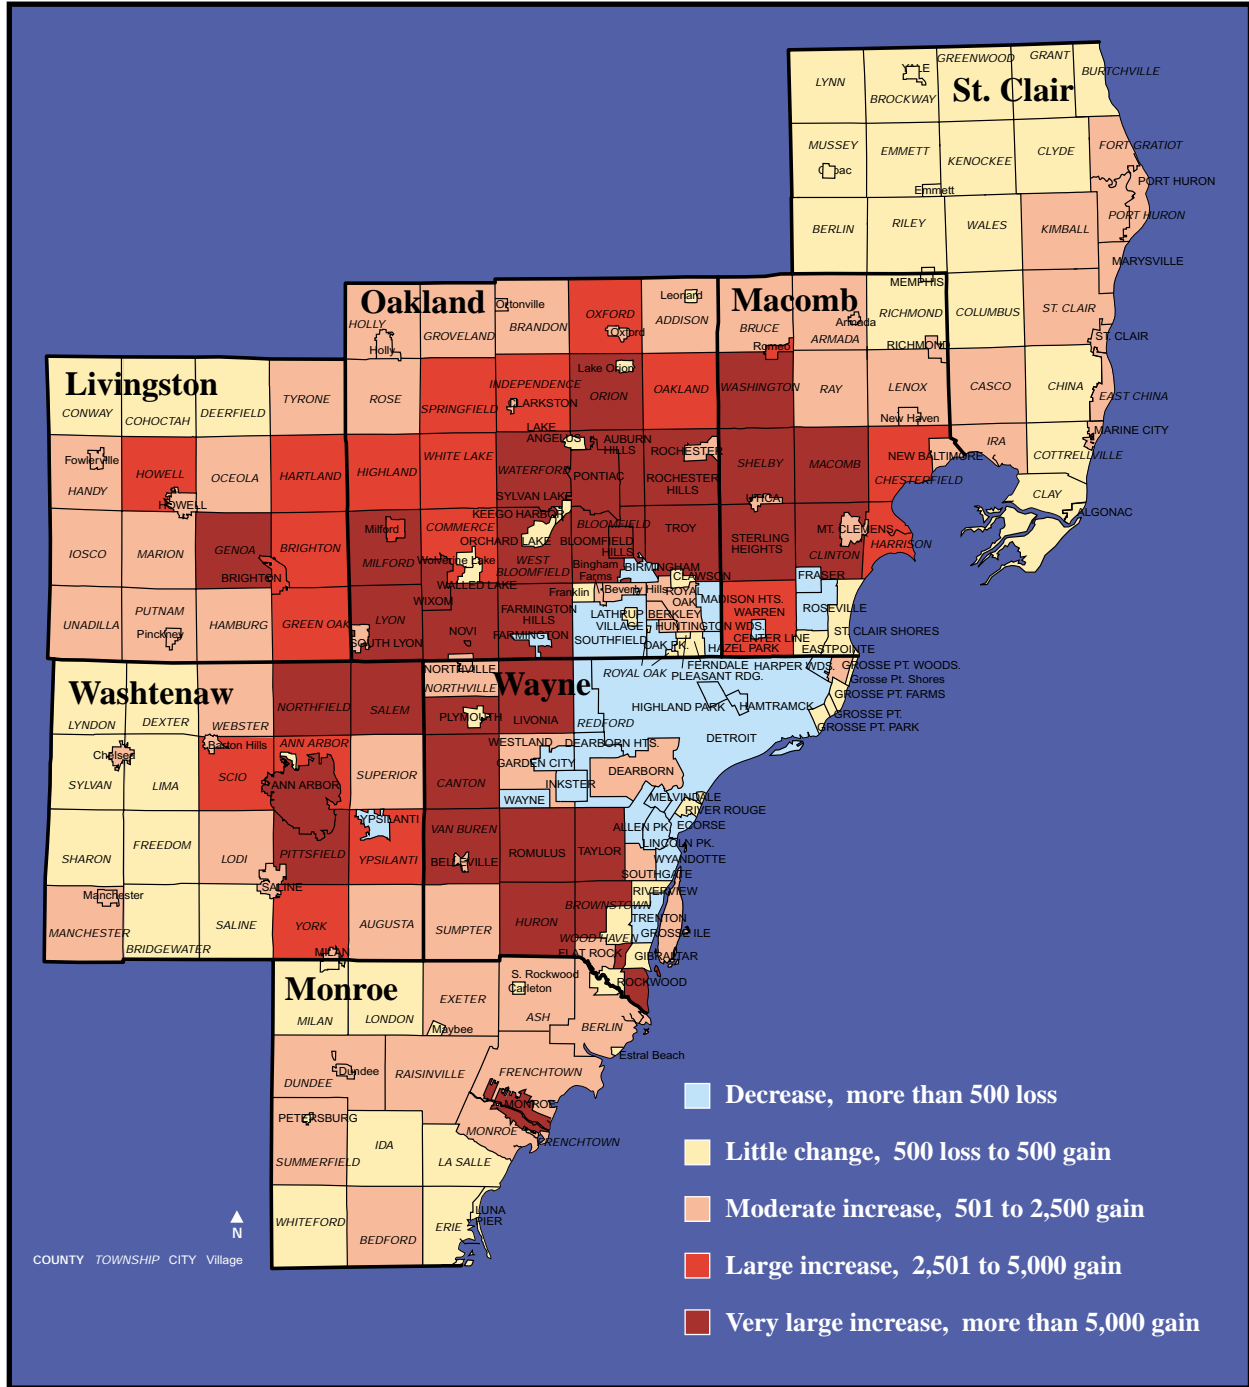 GREENWOOD
GRANT
BURTCHVILLE
LYNN
BROCKWAY
St. Clair
MUSSEY
EMMETT
KENOCKEE
CLYDE
FORT GRATIOT
PORT HURON
Emmett
PORT HURON
BERLIN
RILEY
WALES
KIMBALL
MARYSVILLE
MEMPHIS
Oakland
Ortonville
Leonard
Macomb
HOLLY
GROVELAND
BRANDON
OXFORD
Oxford
ADDISON
BRUCE
Armada
ARMADA
RICHMOND
COLUMBUS
ST. CLAIR
Holly
Romeo
RICHMOND
ST. CLAIR
Livingston
Lake Orion
CONWAY
COHOCTAH
DEERFIELD
TYRONE
ROSE
SPRINGFIELD
INDEPENDENCE
CLARKSTON
ORION
OAKLAND
WASHINGTON
RAY
LENOX
CASCO
CHINA
EAST CHINA
New Haven
LAKE
ANGELUS
AUBURN
HILLS
MARINE CITY
Fowlerville
HANDY
HOWELL
HOWELL
OCEOLA
HARTLAND
HIGHLAND
WHITE LAKE
WATERFORD
PONTIAC
ROCHESTER
ROCHESTER
HILLS
SHELBY
MACOMB
NEW BALTIMORE
CHESTERFIELD
IRA
COTTRELLVILLE
CLAY
ALGONAC
SYLVAN LAKE
KEEGO HARBOR
UTICA
Milford
COMMERCE
ORCHARD LAKE
BLOOMFIELD
BLOOMFIELD
HILLS
TROY
STERLING
HEIGHTS
MT. CLEMENS
CLINTON
HARRISON
IOSCO
MARION
GENOA
BRIGHTON
BRIGHTON
MILFORD
Wolverine Lake
WALLED LAKE
WEST
BLOOMFIELD
Bingham
Farms
BIRMINGHAM
CLAWSON
FRASER
WIXOM
Franklin
Beverly Hills
ROYAL
OAK
MADISON HTS.
WARREN
ROSEVILLE
PUTNAM
Pinckney
UNADILLA
HAMBURG
GREEN OAK
LYON
SOUTH LYON
NOVI
FARMINGTON
HILLS
FARMINGTON
LATHRUP
VILLAGE
SOUTHFIELD
BERKLEY
HUNTINGTON WDS.
OAK PK.
HAZEL PARK
CENTER LINE
ST. CLAIR SHORES
EASTPOINTE
Washtenaw
NORTHVILLE
NORTHVILLE
Wayne
ROYAL OAK
FERNDALE
PLEASANT RDG.
HARPER WDS.
GROSSE PT. WOODS.
Grosse Pt. Shores
GROSSE PT. FARMS
GROSSE PT.
GROSSE PT. PARK
LYNDON
DEXTER
WEBSTER
NORTHFIELD
SALEM
PLYMOUTH
LIVONIA
REDFORD
HIGHLAND PARK
HAMTRAMCK
DETROIT
Chelsea
Barton Hills
ANN ARBOR
WESTLAND
DEARBORN HTS.
GARDEN CITY
DEARBORN
SYLVAN
LIMA
SCIO
ANN ARBOR
SUPERIOR
CANTON
INKSTER
WAYNE
MELVINDALE
RIVER ROUGE
ECORSE
YPSILANTI
SHARON
FREEDOM
LODI
PITTSFIELD
YPSILANTI
VAN BUREN
BELLEVILLE
ROMULUS
TAYLOR
ALLEN PK.
LINCOLN PK.
WYANDOTTE
SOUTHGATE
SALINE
Manchester
RIVERVIEW
MANCHESTER
BRIDGEWATER
SALINE
YORK
AUGUSTA
SUMPTER
HURON
BROWNSTOWN
TRENTON
GROSSE ILE
WOODHAVEN
MILAN
FLAT ROCK
GIBRALTAR
ROCKWOOD
Monroe
S. Rockwood
Carleton
MILAN
LONDON
EXETER
Maybee
ASH
BERLIN
Estral Beach
DUNDEE
Dundee
RAISINVILLE
FRENCHTOWN
MONROE
PETERSBURG
SUMMERFIELD
IDA
MONROE
FRENCHTOWN
LA SALLE
WHITEFORD
BEDFORD
ERIE
LUNA
PIER
N
COUNTY TOWNSHIP CITY Village
Decrease, more than 500 loss
Little change, 500 loss to 500 gain
Moderate increase, 501 to 2,500 gain
Large increase, 2,501 to 5,000 gain
Very large increase, more than 5,000 gain